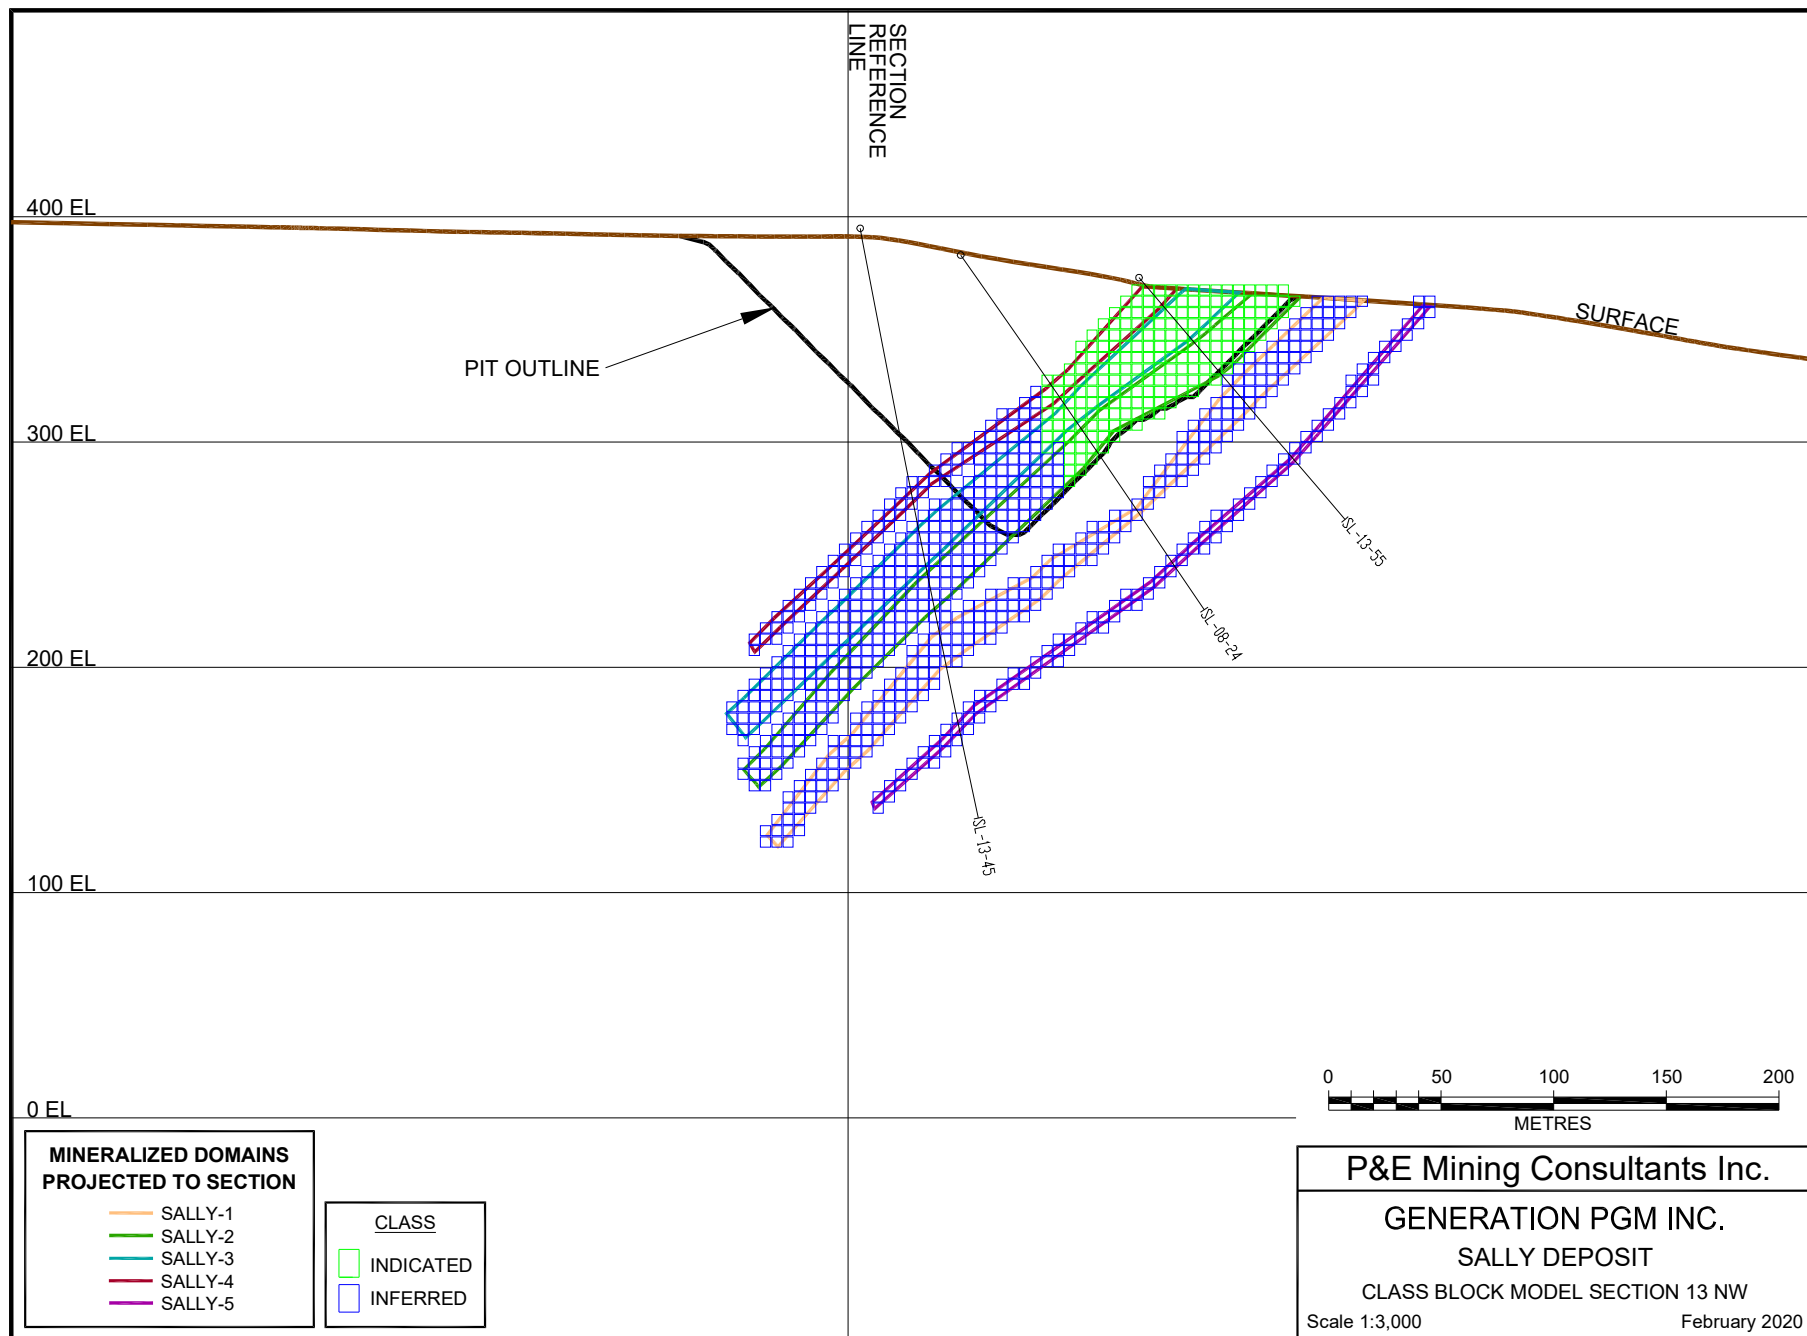 SECTION
REFERENCE
LINE
400 EL
SURFACE
PIT OUTLINE
300 EL
SL-13-55
SL-08-24
200 EL
SL-13-45
100 EL
0 EL
0 50 100 150 200
METRES
MINERALIZED DOMAINS
PROJECTED TO SECTION
SALLY-1
SALLY-2
SALLY-3
SALLY-4
SALLY-5
CLASS
INDICATED
INFERRED
P&E Mining Consultants Inc.
GENERATION PGM INC.
SALLY DEPOSIT
CLASS BLOCK MODEL SECTION 13 NW
Scale 1:3,000 February 2020